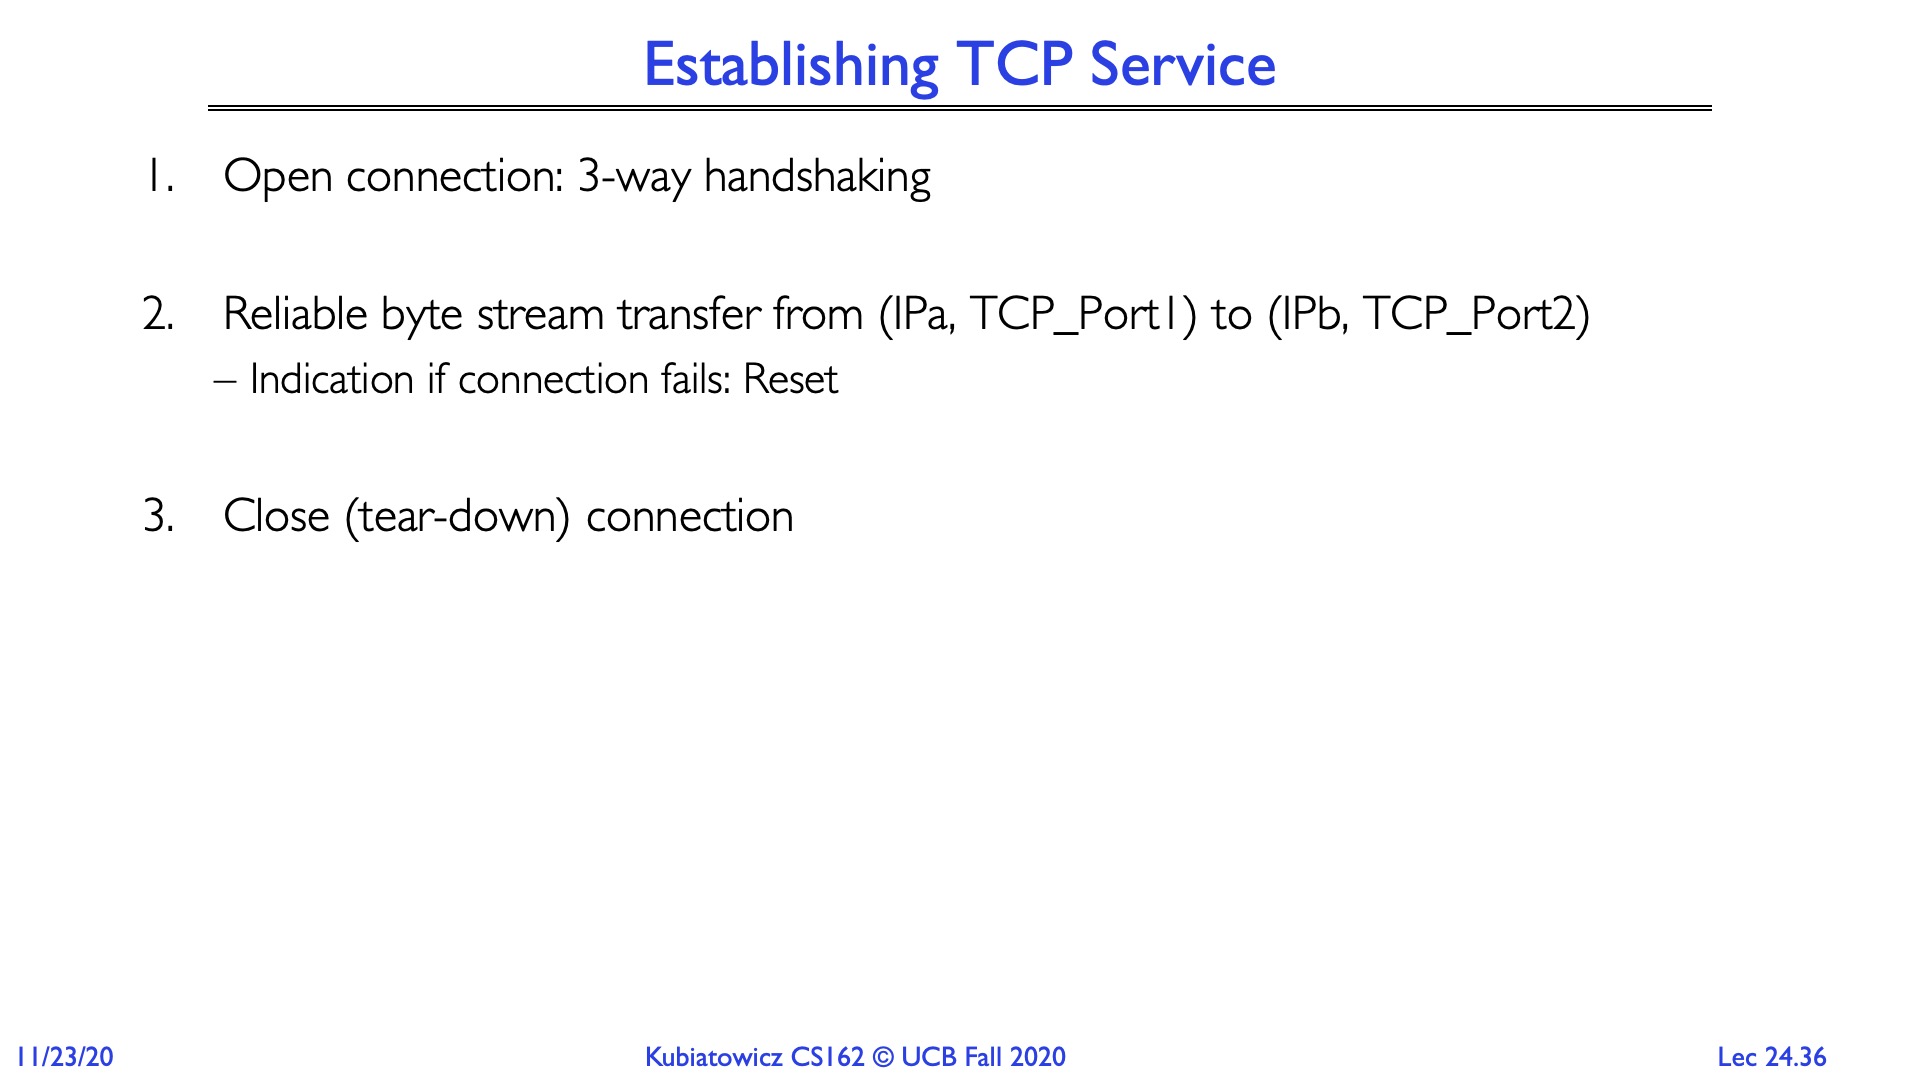 Establishing TCP Service
1. Open connection: 3-way handshaking
2. Reliable byte stream transfer from (IPa, TCP_Port1) to (IPb, TCP_Port2)
– Indication if connection fails: Reset
3. Close (tear-down) connection
11/23/20 Kubiatowicz CS162 © UCB Fall 2020 Lec 24.36